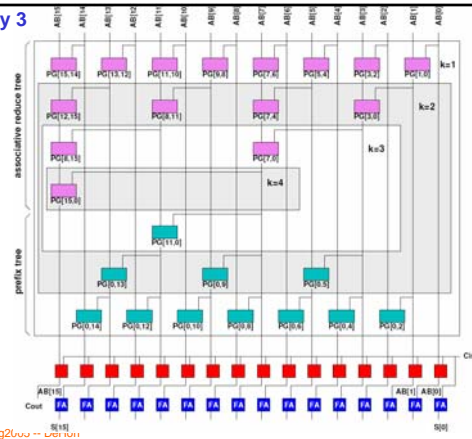 y 3
AB[15] AB[14] AB[13] AB[12] AB[11] AB[10] AB[9] AB[8] AB[7] AB[6] AB[5] AB[4] AB[3] AB[2] AB[1] AB[0]
k=1
PG[15,14] PG[13,12] PG[11,10] PG[9,8] PG[7,6] PG[5,4] PG[3,2] PG[1,0]
k=2
PG[12,15] PG[8,11] PG[7,4] PG[3,0]
k=3
PG[8,15] PG[7,0]
k=4
PG[15,0]
associative reduce tree
PG[11,0]
prefix tree
PG[0,13] PG[0,9] PG[0,5]
PG[0,14] PG[0,12] PG[0,10] PG[0,8] PG[0,6] PG[0,4] PG[0,2]
AB[15] AB[1] AB[0]
Cout FA FA FA FA FA FA FA FA FA FA FA FA FA FA FA FA
S[15] S[0]